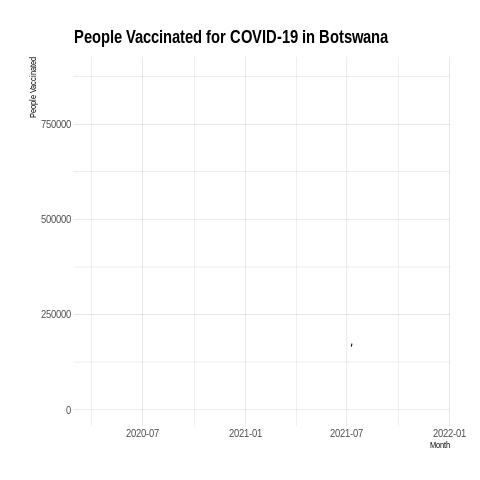 People Vaccinated for COVID-19 in Botswana
People Vaccinated
750000
500000
250000
0
2020-07 2021-01 2021-07 2022-01
Month